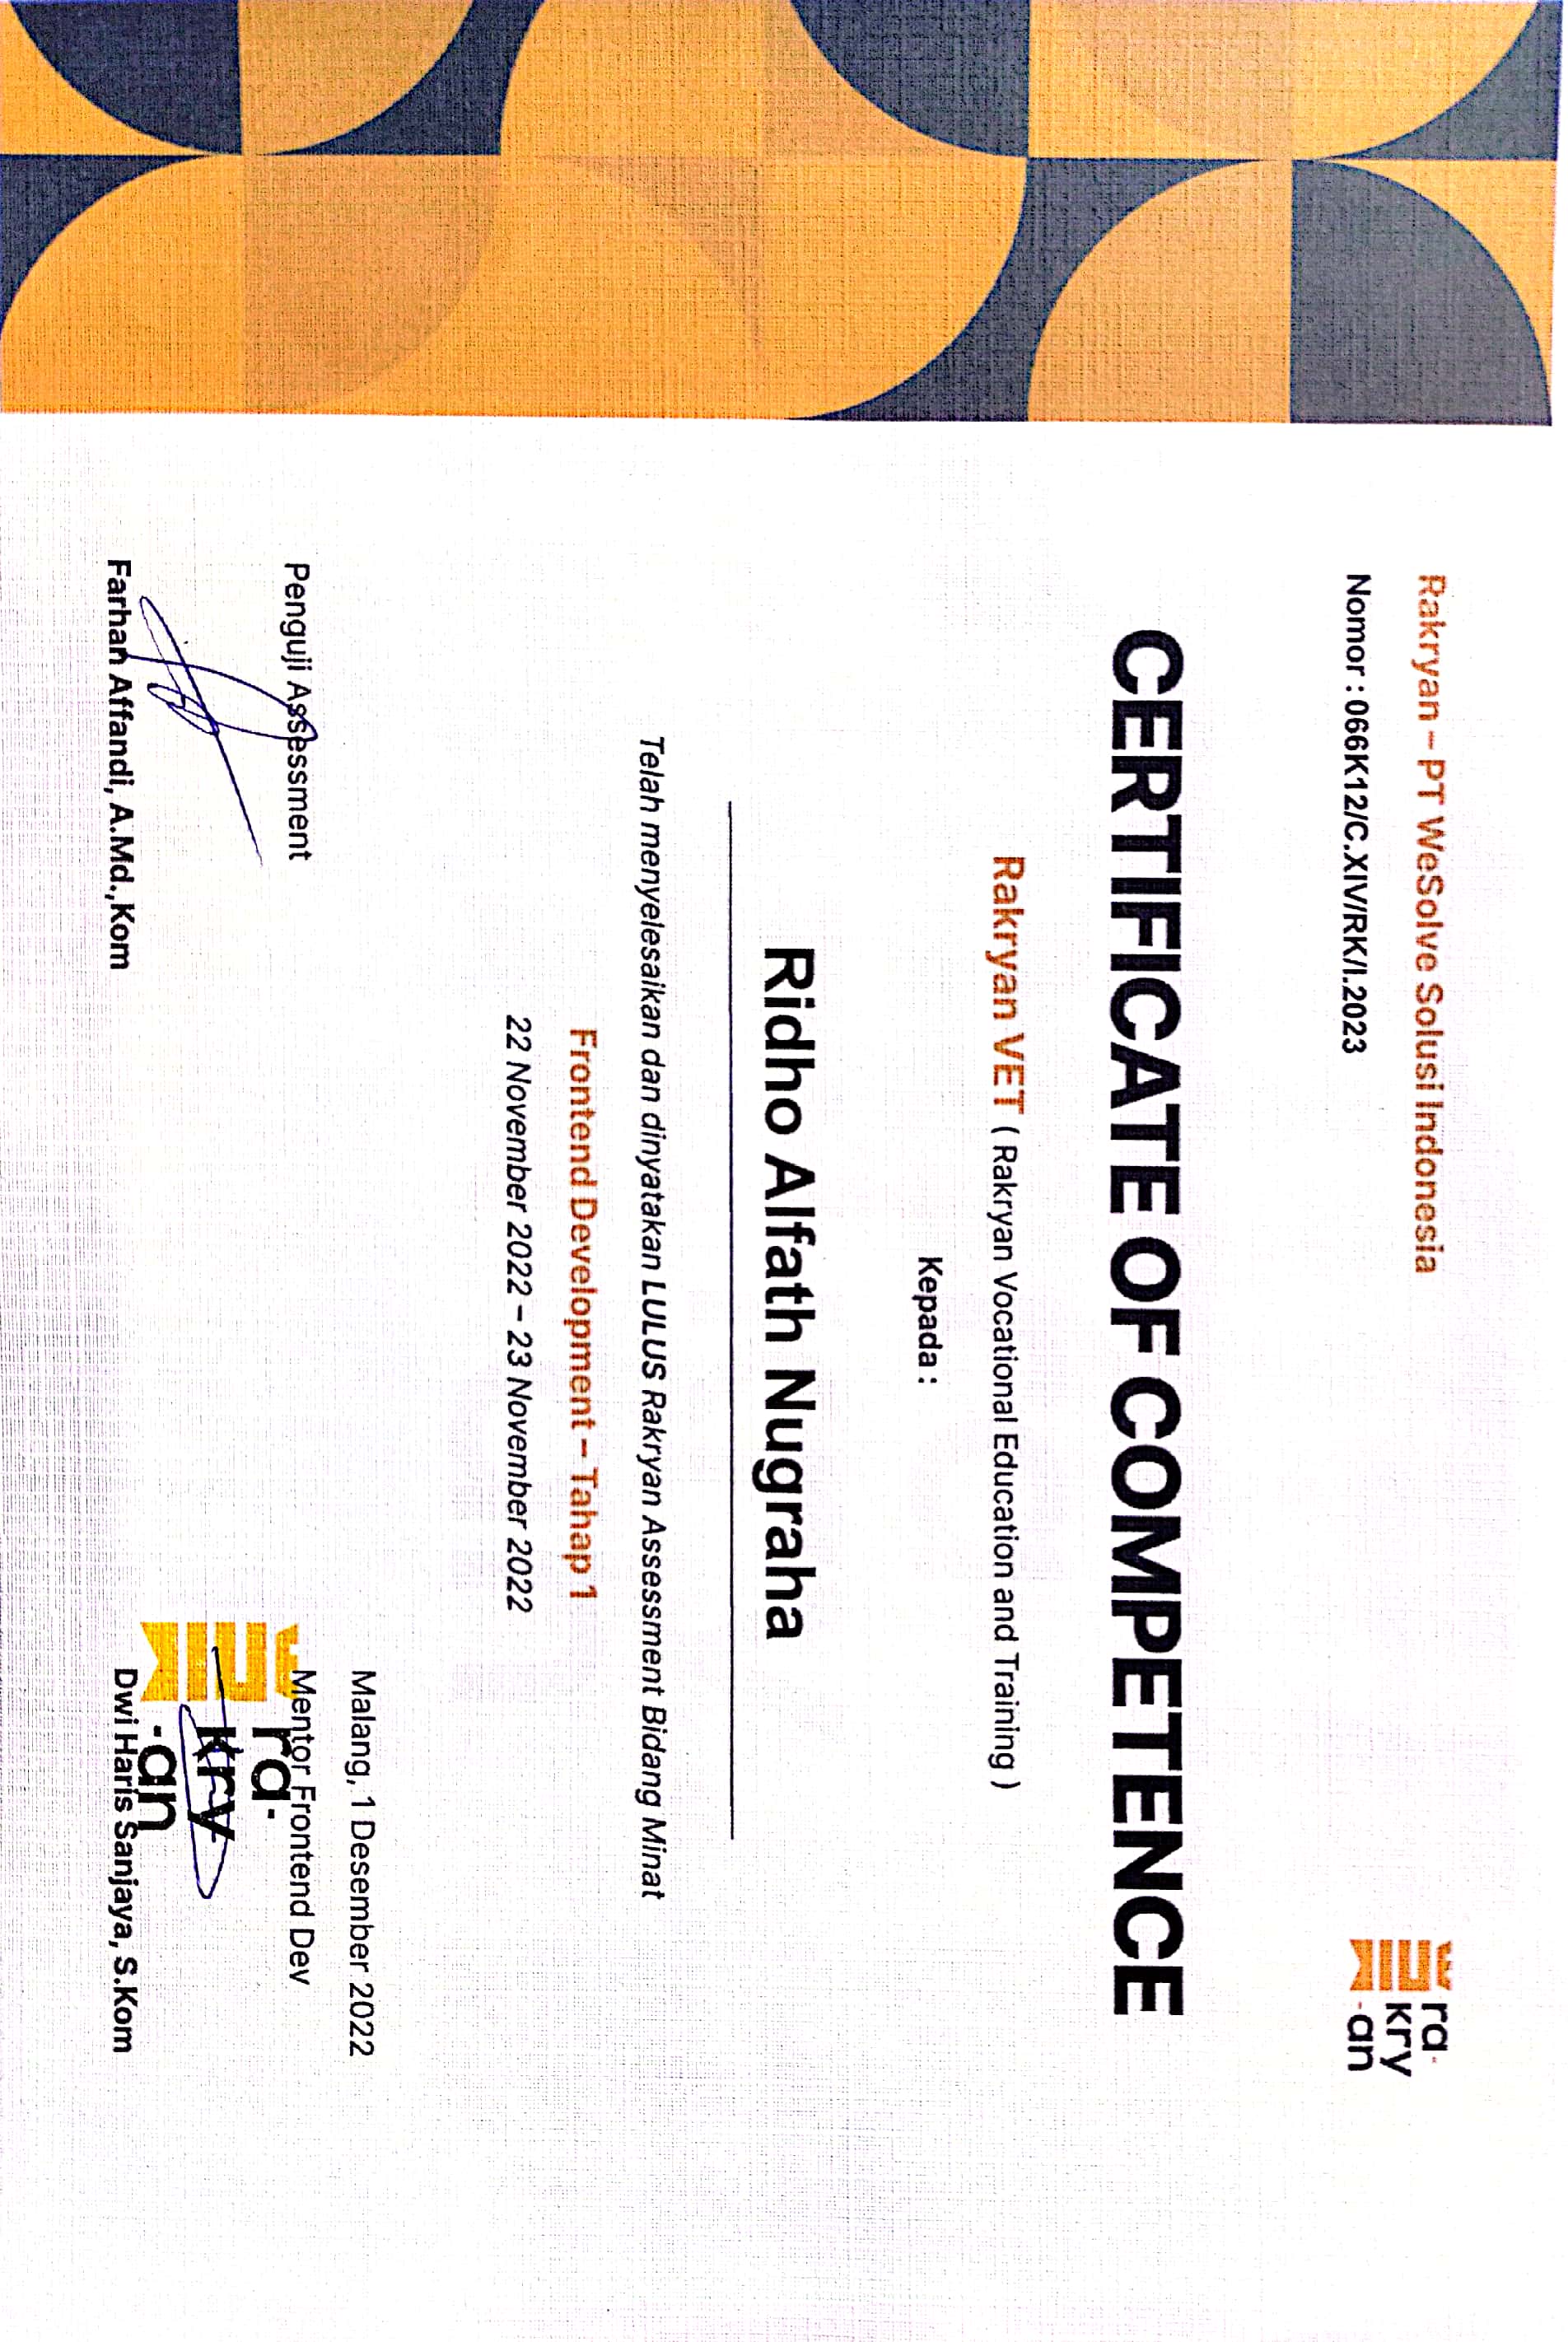 Rakryan – PT WeSolve Solusi Indonesia
Nomor : 066K12/C.XIV/RK/I.2023
ra-
kry
-an
CERTIFICATE OF COMPETENCE
Rakryan VET ( Rakryan Vocational Education and Training )
Kepada :
Ridho Alfath Nugraha
Telah menyelesaikan dan dinyatakan LULUS Rakryan Assessment Bidang Minat
Frontend Development – Tahap 1
22 November 2022 – 23 November 2022
Penguji Assessment
Farhan Affandi, A.Md.,Kom
Malang, 1 Desember 2022
Mentor Frontend Dev
ra-
kry
-an
Dwi Haris Sanjaya, S.Kom